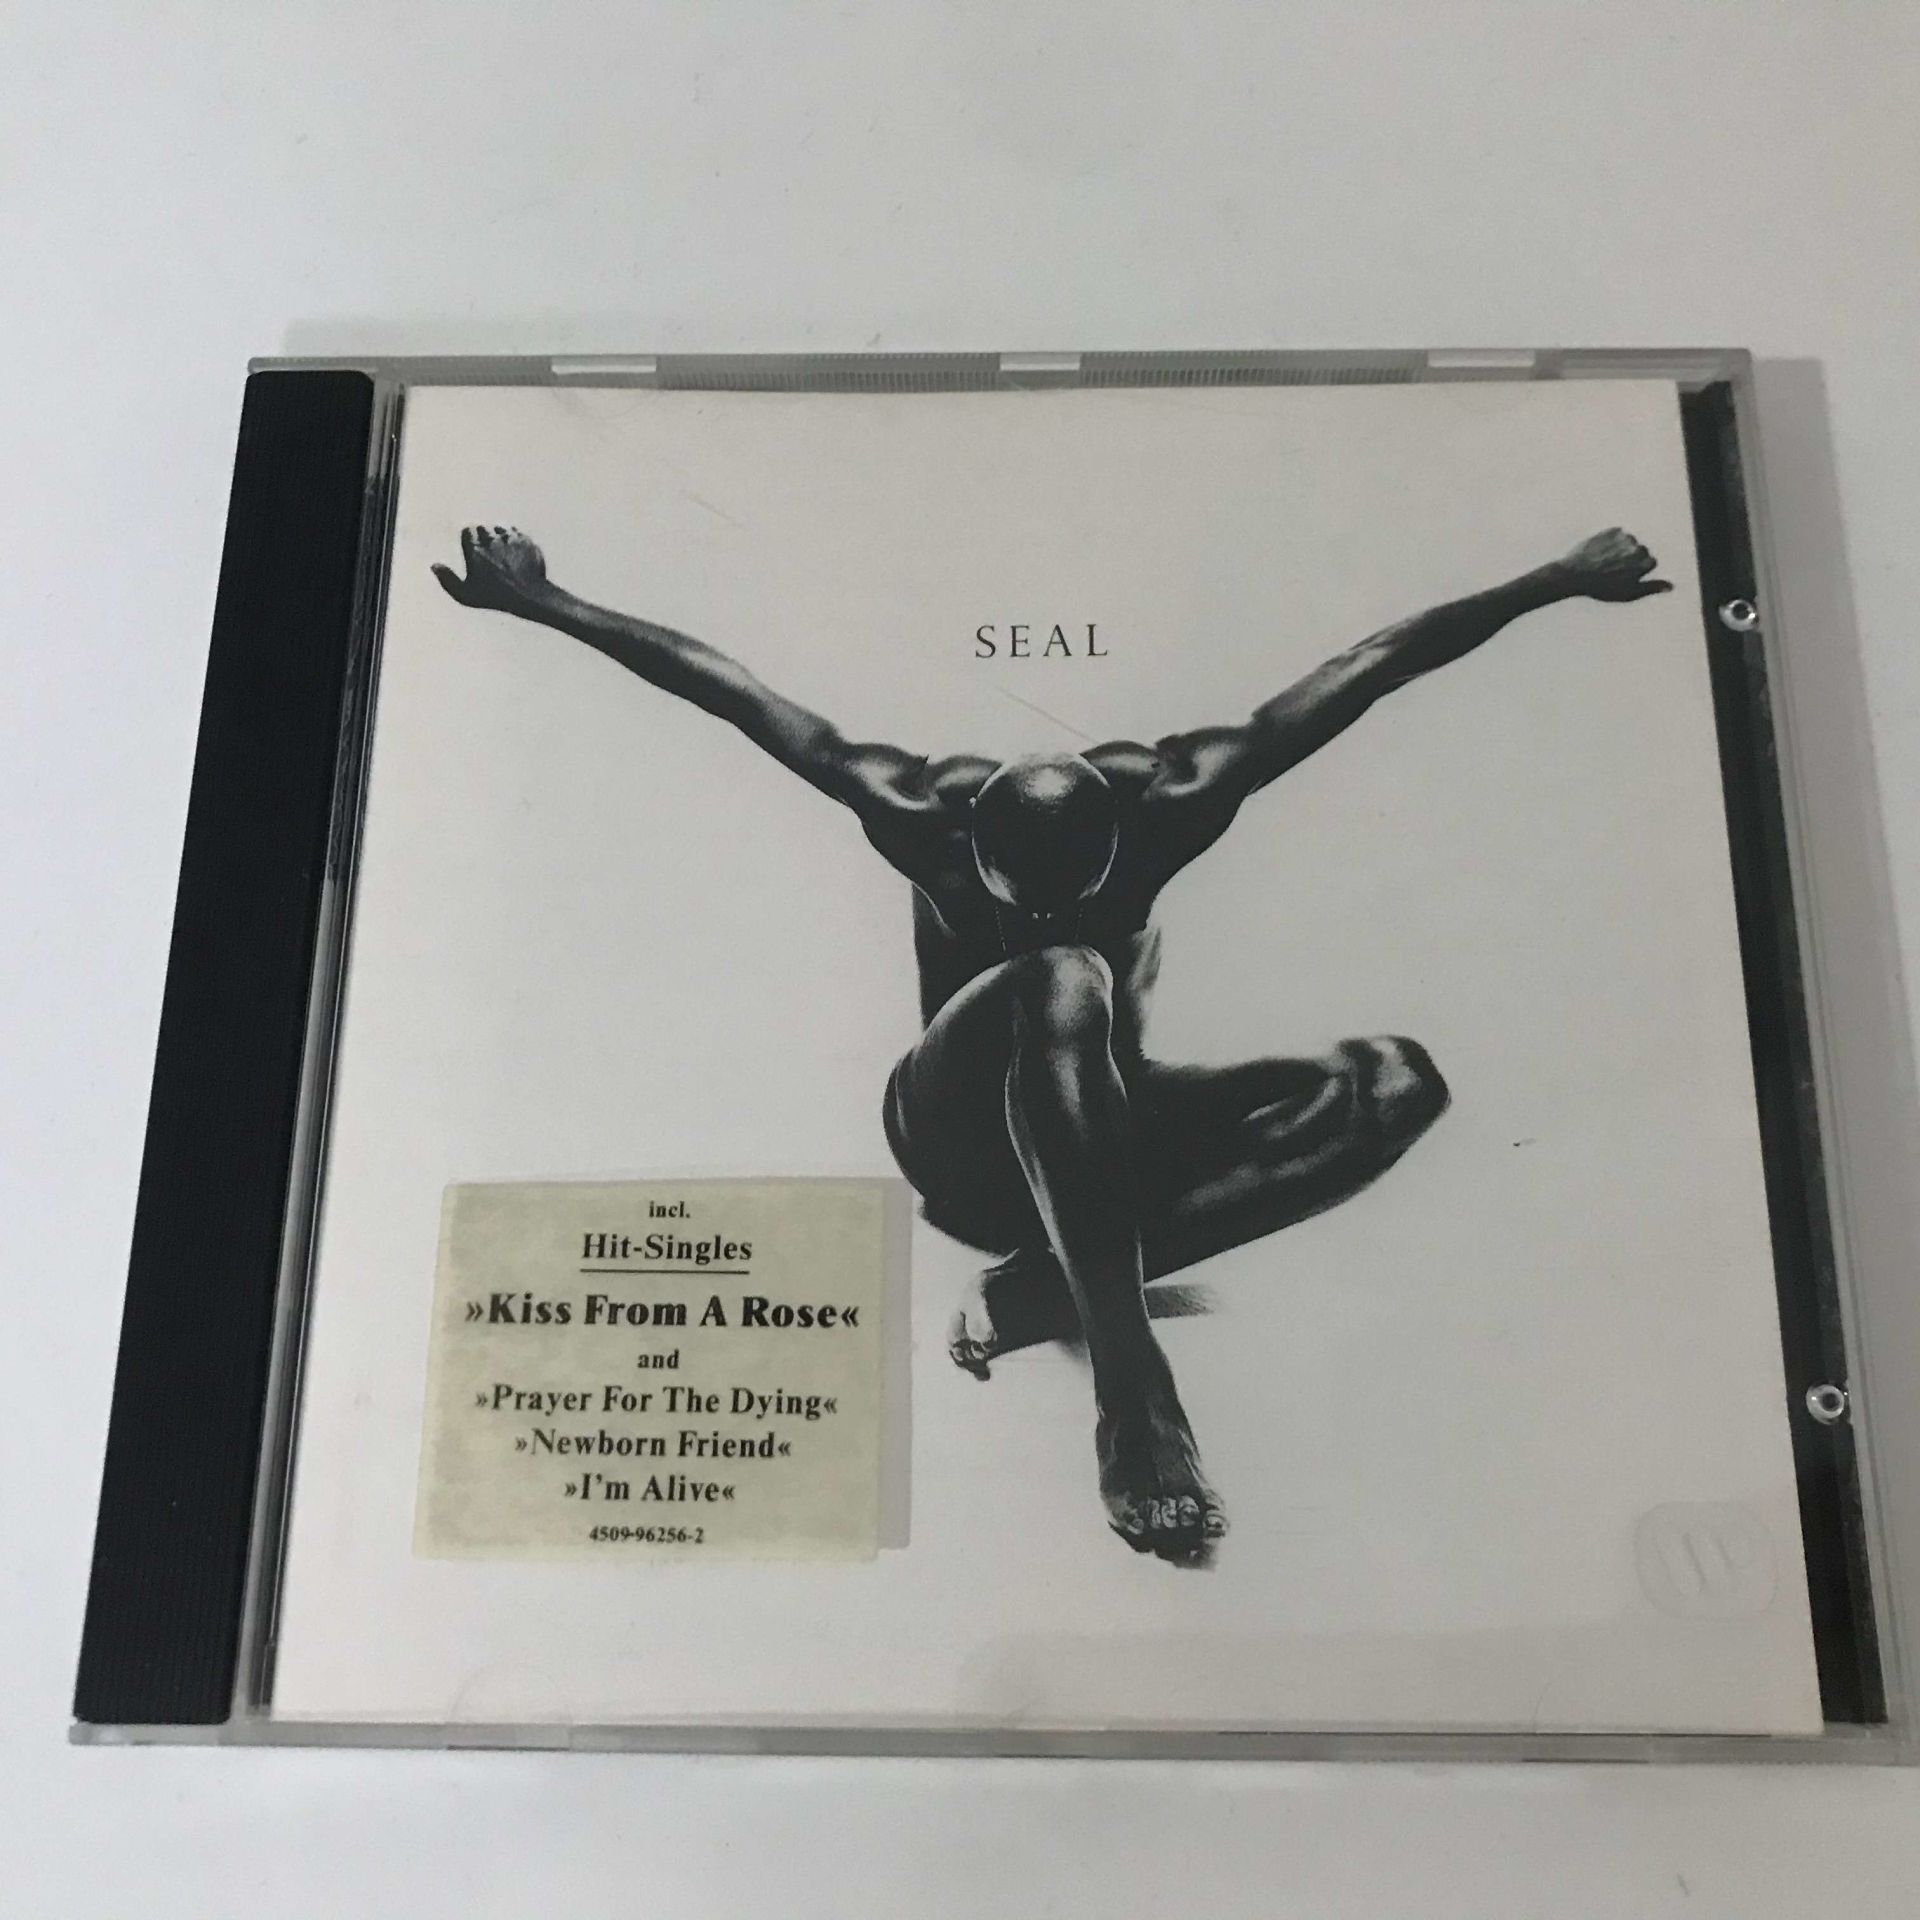 SEAL
incl.
Hit-Singles
»Kiss From A Rose«
and
»Prayer For The Dying«
»Newborn Friend«
»I'm Alive«
4509-96256-2